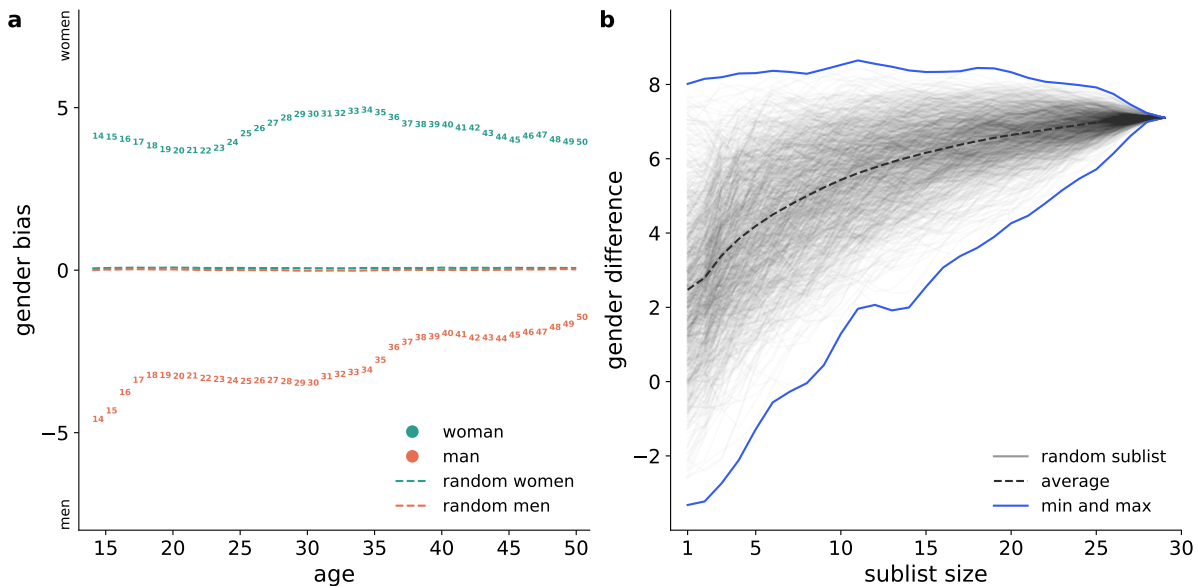 a
women
gender bias
5
0
−5
men
14 15 16 17 18 19 20 21 22 23 24 25 26 27 28 29 30 31 32 33 34 35 36 37 38 39 40 41 42 43 44 45 46 47 48 49 50
14 15 16 17 18 19 20 21 22 23 24 25 26 27 28 29 30 31 32 33 34 35 36 37 38 39 40 41 42 43 44 45 46 47 48 49 50
woman
man
random women
random men
15 20 25 30 35 40 45 50
age
b
gender difference
8
6
4
2
0
−2
random sublist
average
min and max
1 5 10 15 20 25 30
sublist size